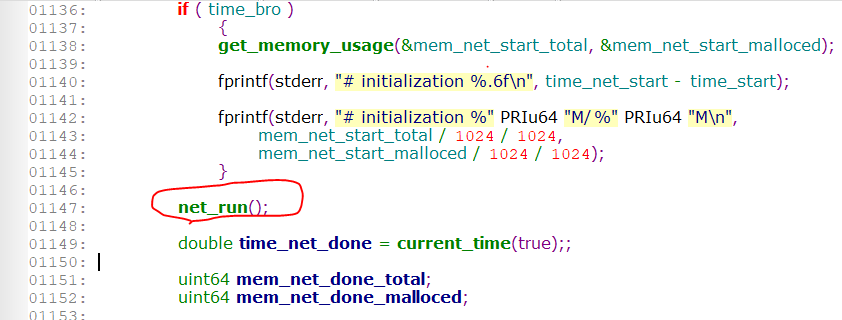 01136: if ( time_bro )
01137: {
01138: get_memory_usage(&mem_net_start_total, &mem_net_start_malloced);
01139:
01140: fprintf(stderr, "# initialization %.6f\n", time_net_start - time_start);
01141:
01142: fprintf(stderr, "# initialization %" PRIu64 "M/%" PRIu64 "M\n",
01143: mem_net_start_total / 1024 / 1024,
01144: mem_net_start_malloced / 1024 / 1024);
01145: }
01146:
01147: net_run();
01148:
01149: double time_net_done = current_time(true);;
01150:
01151: uint64 mem_net_done_total;
01152: uint64 mem_net_done_malloced;
01153: